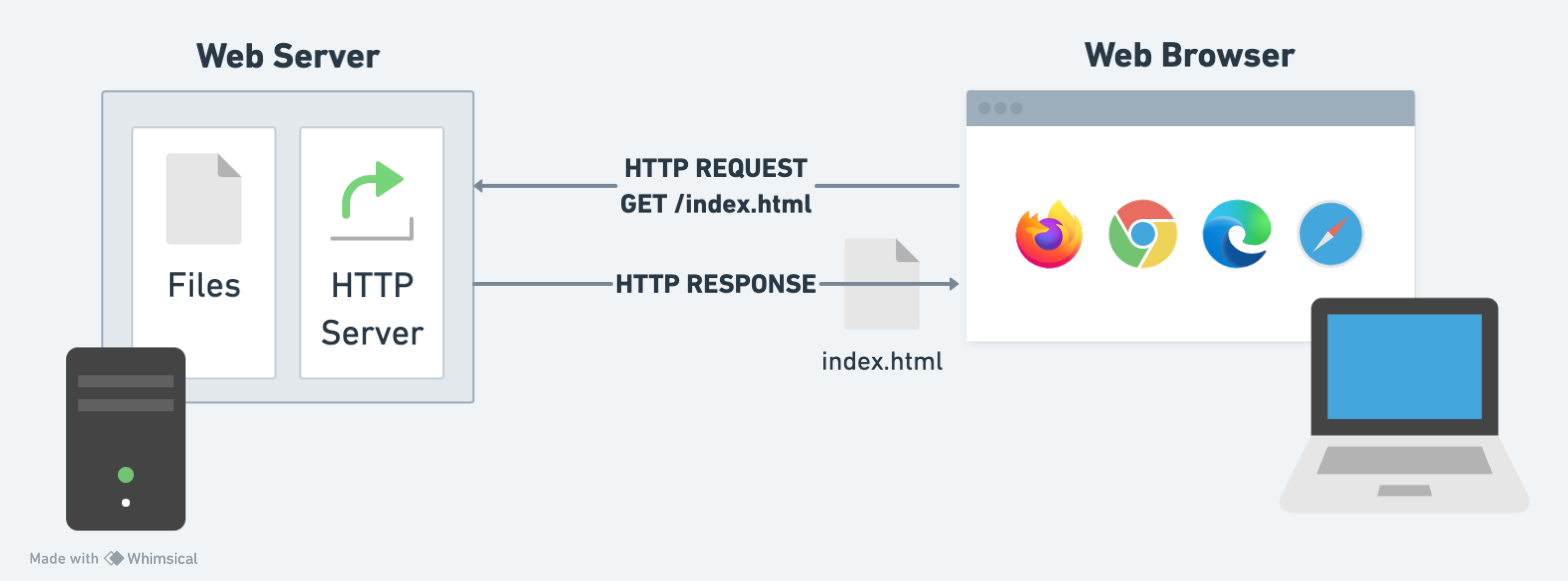 Web Server
Web Browser
HTTP REQUEST
GET /index.html
Files
HTTP
Server
HTTP RESPONSE
index.html
Made with Whimsical